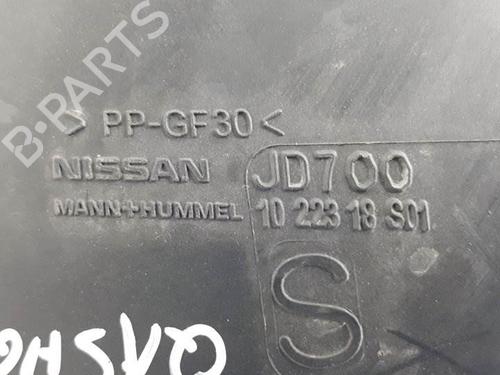 B-PARTS
> PP-GF30 <
NISSAN JD700
MANN+HUMMEL 10 223 18 S01
S